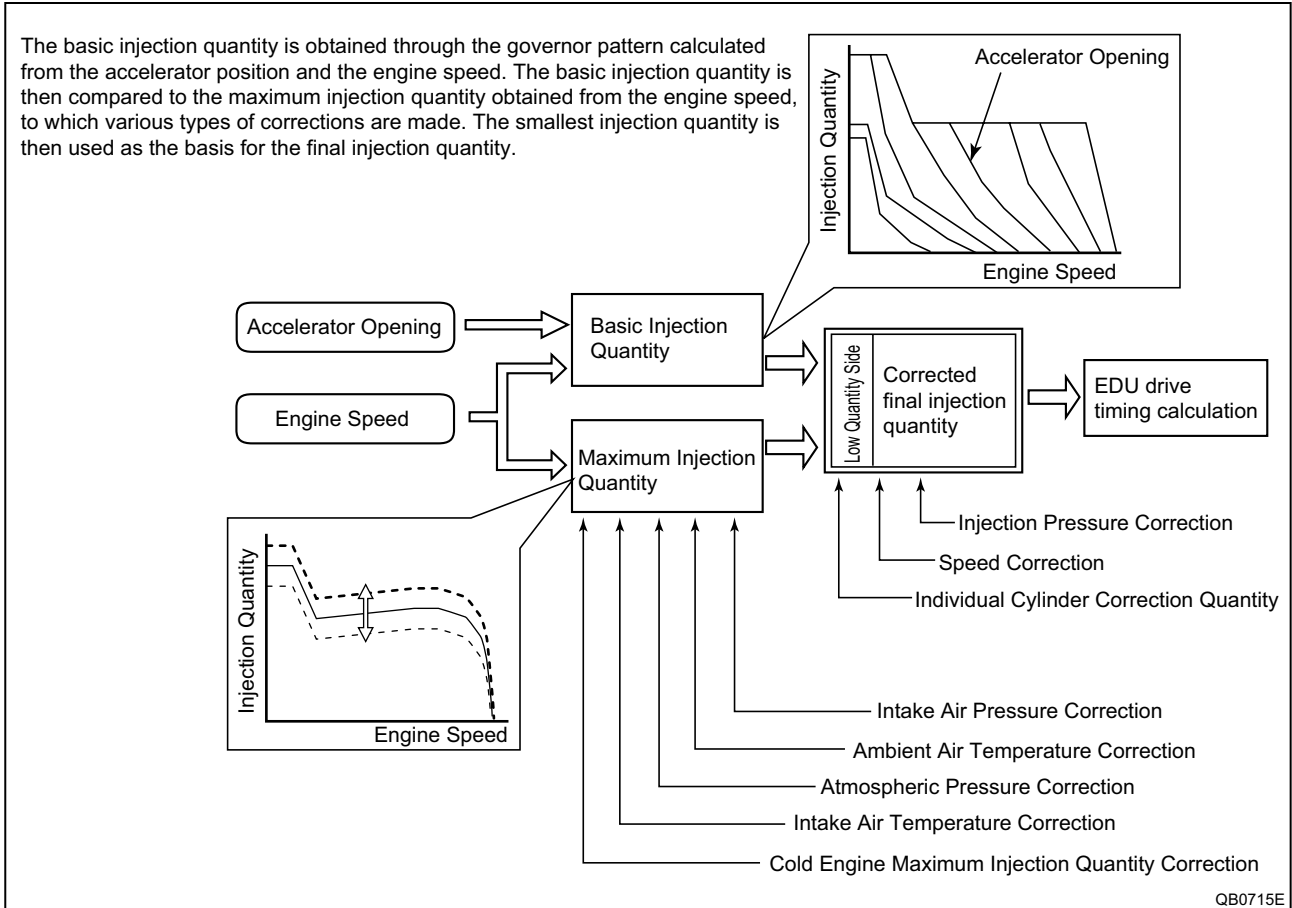 The basic injection quantity is obtained through the governor pattern calculated
from the accelerator position and the engine speed. The basic injection quantity is
then compared to the maximum injection quantity obtained from the engine speed,
to which various types of corrections are made. The smallest injection quantity is
then used as the basis for the final injection quantity.
Injection Quantity
Accelerator Opening
Engine Speed
Accelerator Opening
Engine Speed
Basic Injection
Quantity
Maximum Injection
Quantity
Low Quantity Side
Corrected
final injection
quantity
EDU drive
timing calculation
Injection Quantity
Engine Speed
Injection Pressure Correction
Speed Correction
Individual Cylinder Correction Quantity
Intake Air Pressure Correction
Ambient Air Temperature Correction
Atmospheric Pressure Correction
Intake Air Temperature Correction
Cold Engine Maximum Injection Quantity Correction
QB0715E